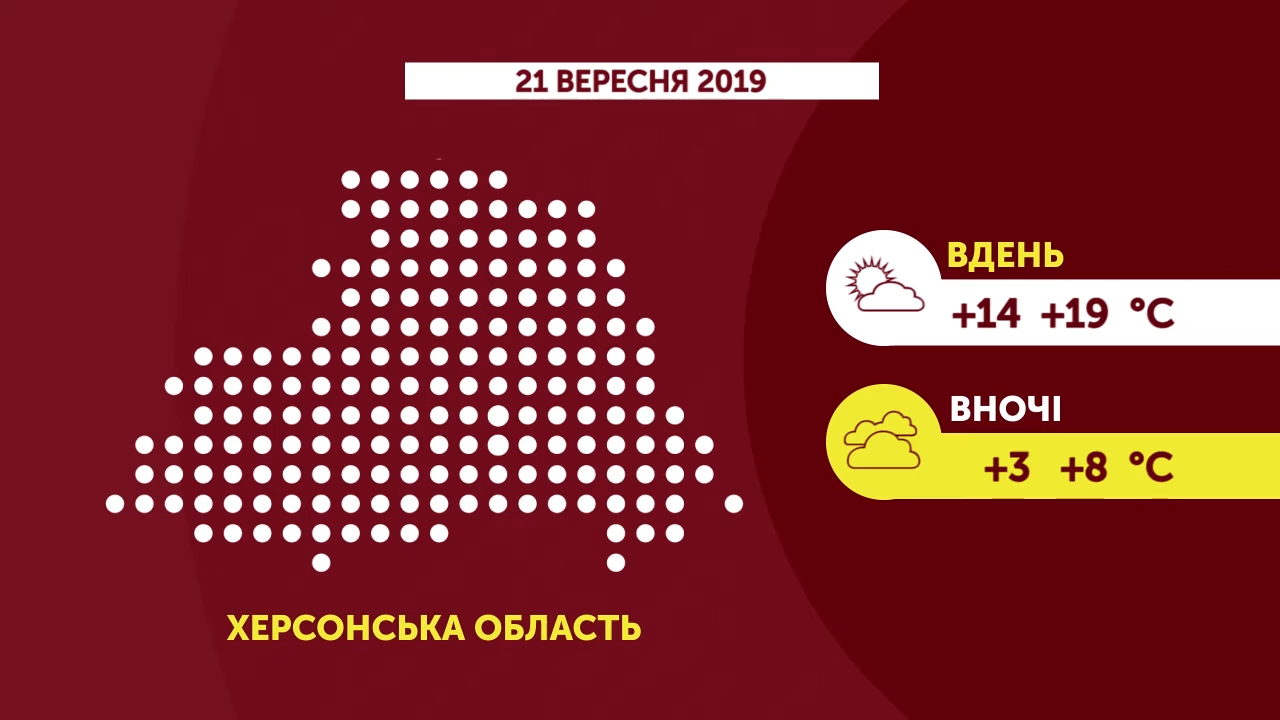 21 ВЕРЕСНЯ 2019
ВДЕНЬ
+14 +19 °C
ВНОЧІ
+3 +8 °C
ХЕРСОНСЬКА ОБЛАСТЬ